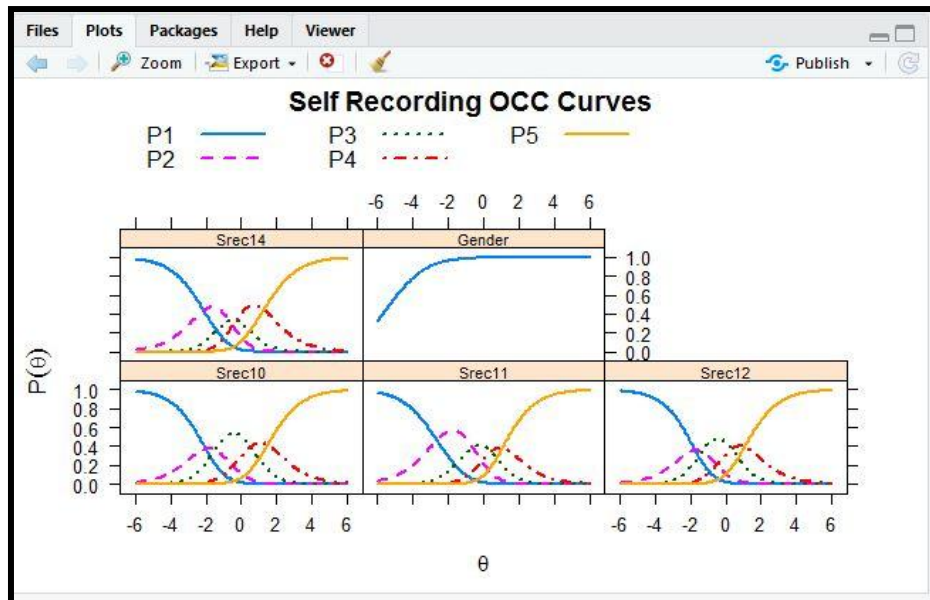 Files Plots Packages Help Viewer
Zoom Export Publish
Self Recording OCC Curves
P1 P3 P5
P2 P4
-6 -4 -2 0 2 4 6
Srec14 Gender
1.0
0.8
0.6
0.4
0.2
0.0
P(θ)
Srec10 Srec11 Srec12
1.0
0.8
0.6
0.4
0.2
0.0
-6 -4 -2 0 2 4 6 -6 -4 -2 0 2 4 6
θ